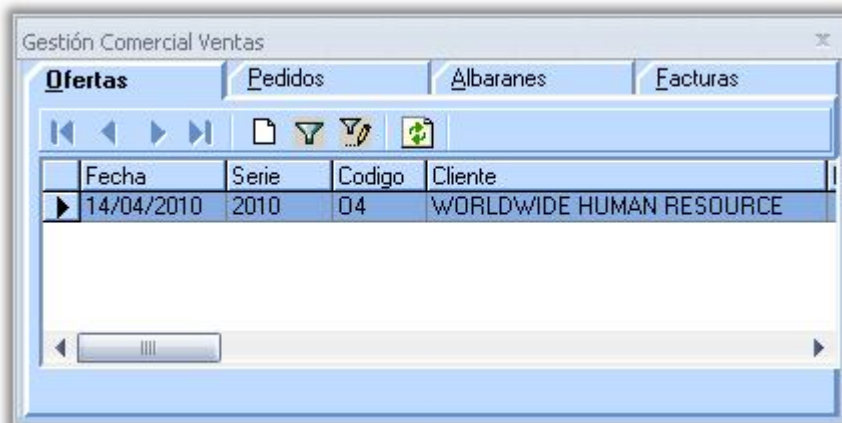 Gestión Comercial Ventas
Ofertas Pedidos Albaranes Facturas
Fecha Serie Codigo Cliente
14/04/2010 2010 04 WORLDWIDE HUMAN RESOURCE